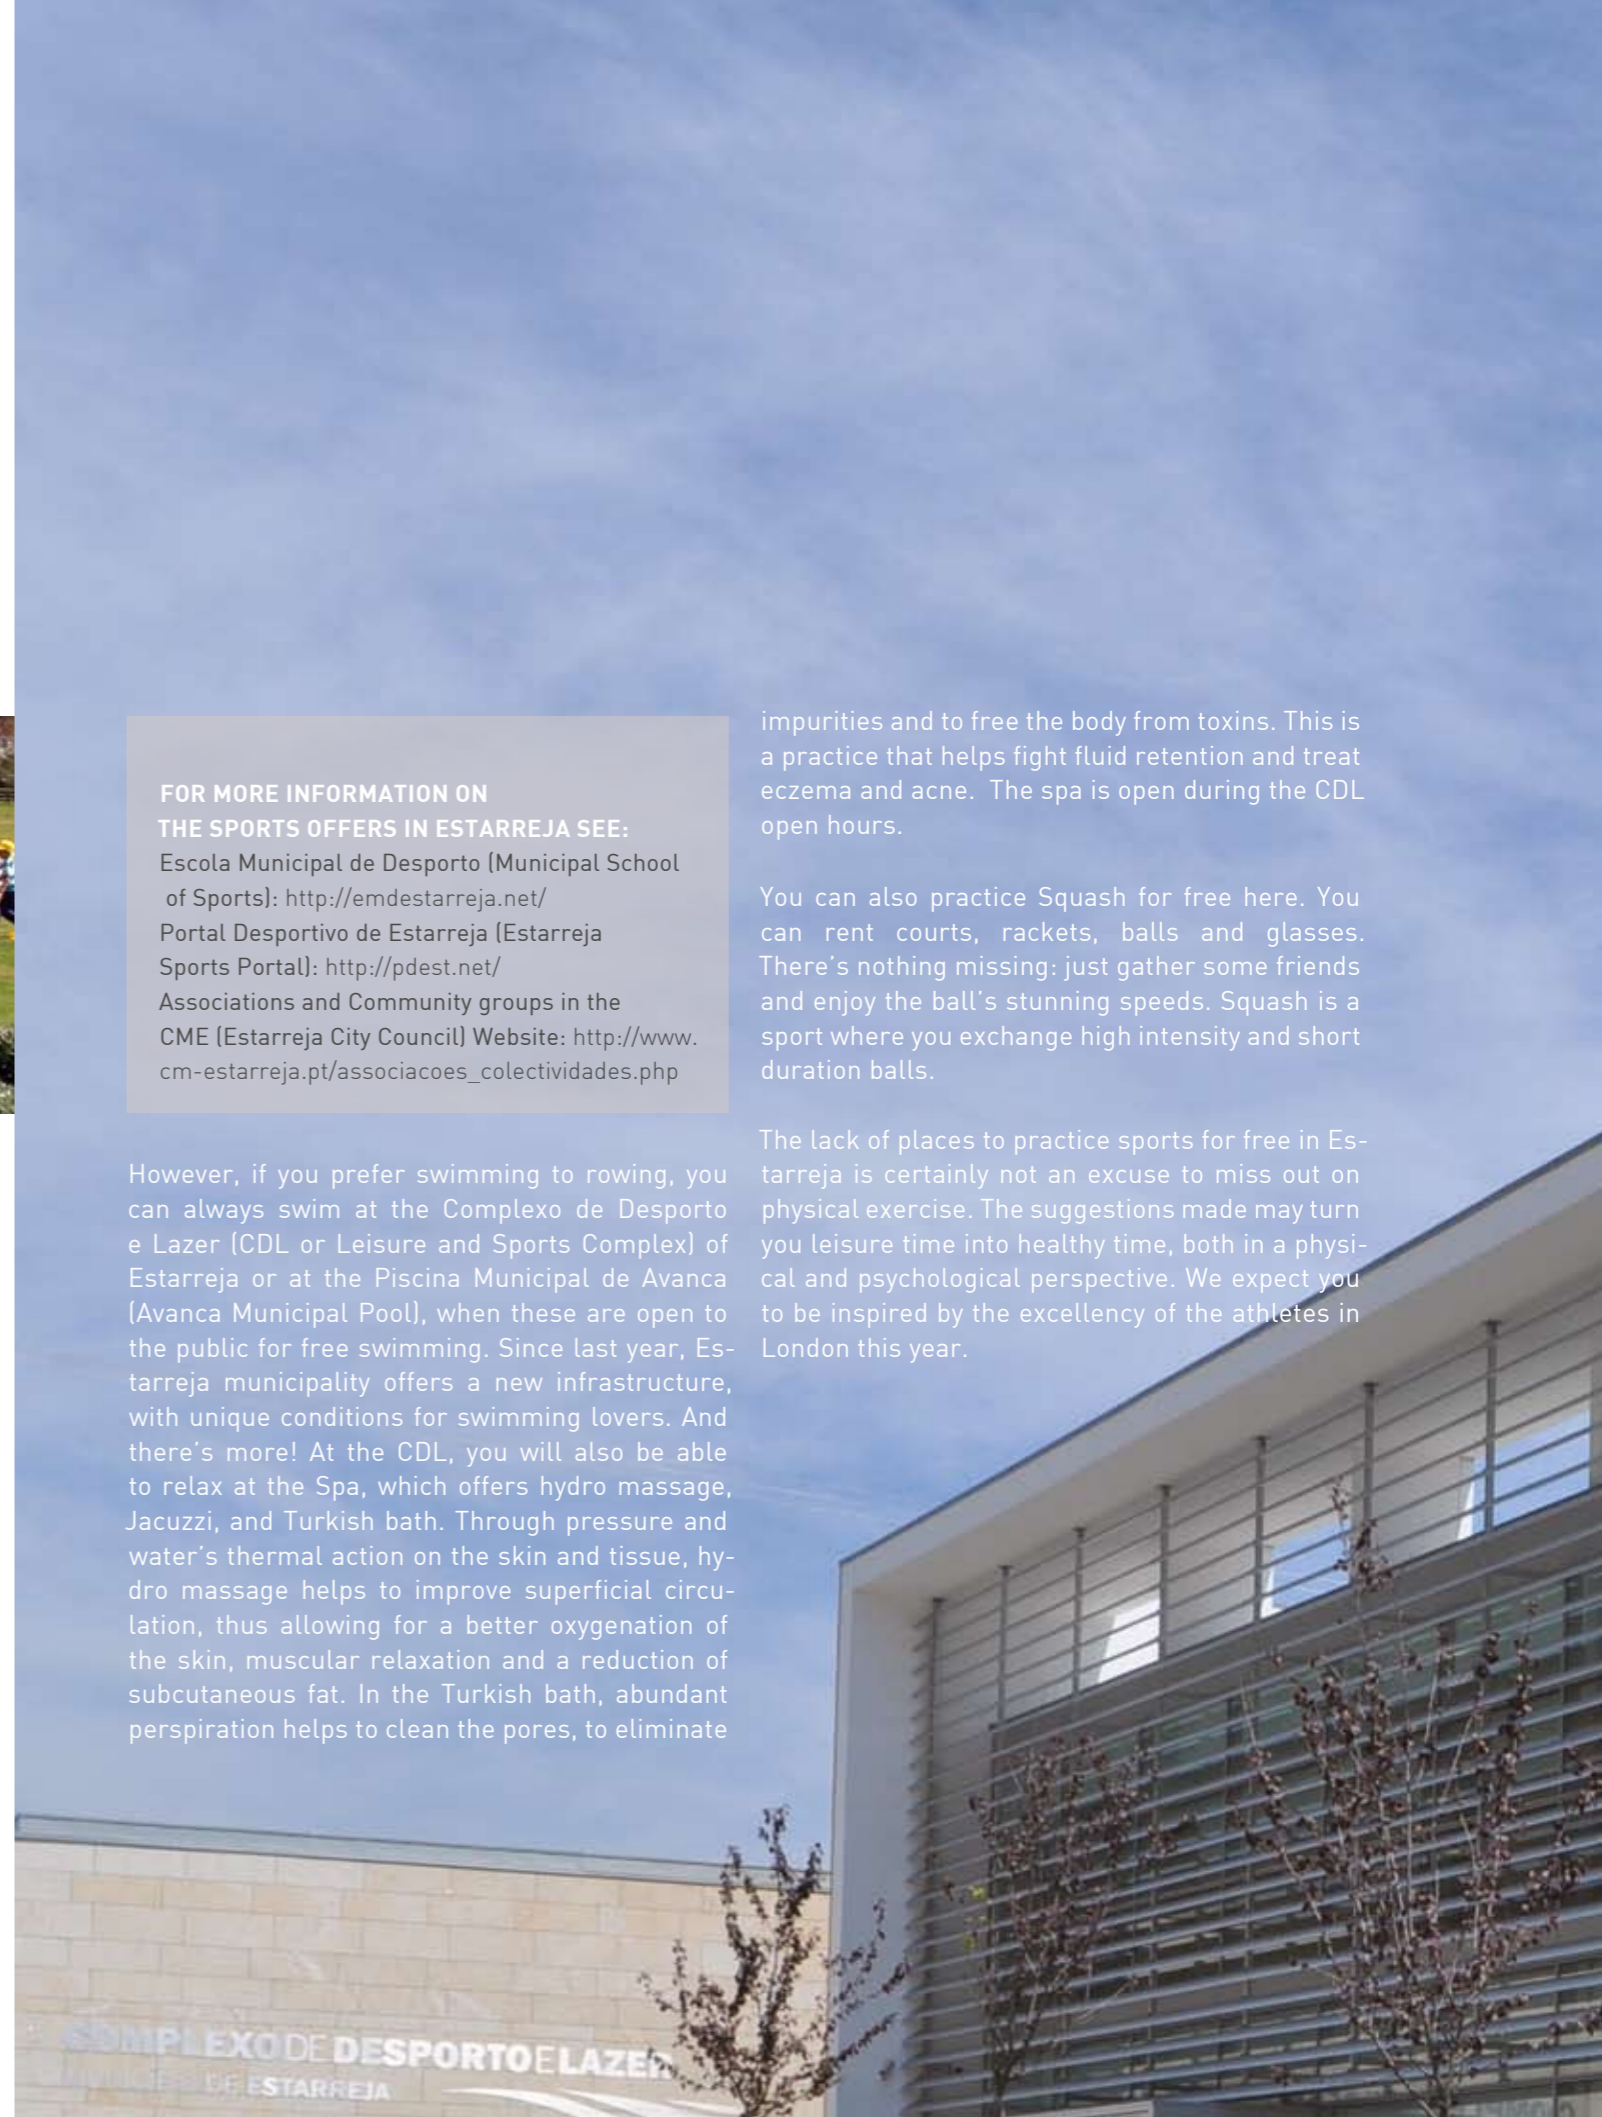 FOR MORE INFORMATION ON
THE SPORTS OFFERS IN ESTARREJA SEE:
Escola Municipal de Desporto (Municipal School
of Sports): http://emdestarreja.net/
Portal Desportivo de Estarreja (Estarreja
Sports Portal): http://pdest.net/
Associations and Community groups in the
CME (Estarreja City Council) Website: http://www.
cm-estarreja.pt/associacoes_colectividades.php
However, if you prefer swimming to rowing, you
can always swim at the Complexo de Desporto
e Lazer (CDL or Leisure and Sports Complex) of
Estarreja or at the Piscina Municipal de Avanca
(Avanca Municipal Pool), when these are open to
the public for free swimming. Since last year, Es-
tarreja municipality offers a new infrastructure,
with unique conditions for swimming lovers. And
there's more! At the CDL, you will also be able
to relax at the Spa, which offers hydro massage,
Jacuzzi, and Turkish bath. Through pressure and
water's thermal action on the skin and tissue, hy-
dro massage helps to improve superficial circu-
lation, thus allowing for a better oxygenation of
the skin, muscular relaxation and a reduction of
subcutaneous fat. In the Turkish bath, abundant
perspiration helps to clean the pores, to eliminate
impurities and to free the body from toxins. This is
a practice that helps fight fluid retention and treat
eczema and acne. The spa is open during the CDL
open hours.
You can also practice Squash for free here. You
can rent courts, rackets, balls and glasses.
There's nothing missing: just gather some friends
and enjoy the ball's stunning speeds. Squash is a
sport where you exchange high intensity and short
duration balls.
The lack of places to practice sports for free in Es-
tarreja is certainly not an excuse to miss out on
physical exercise. The suggestions made may turn
you leisure time into healthy time, both in a physi-
cal and psychological perspective. We expect you
to be inspired by the excellency of the athletes in
London this year.
COMPLEXO DE DESPORTO E LAZER
DE ESTARREJA